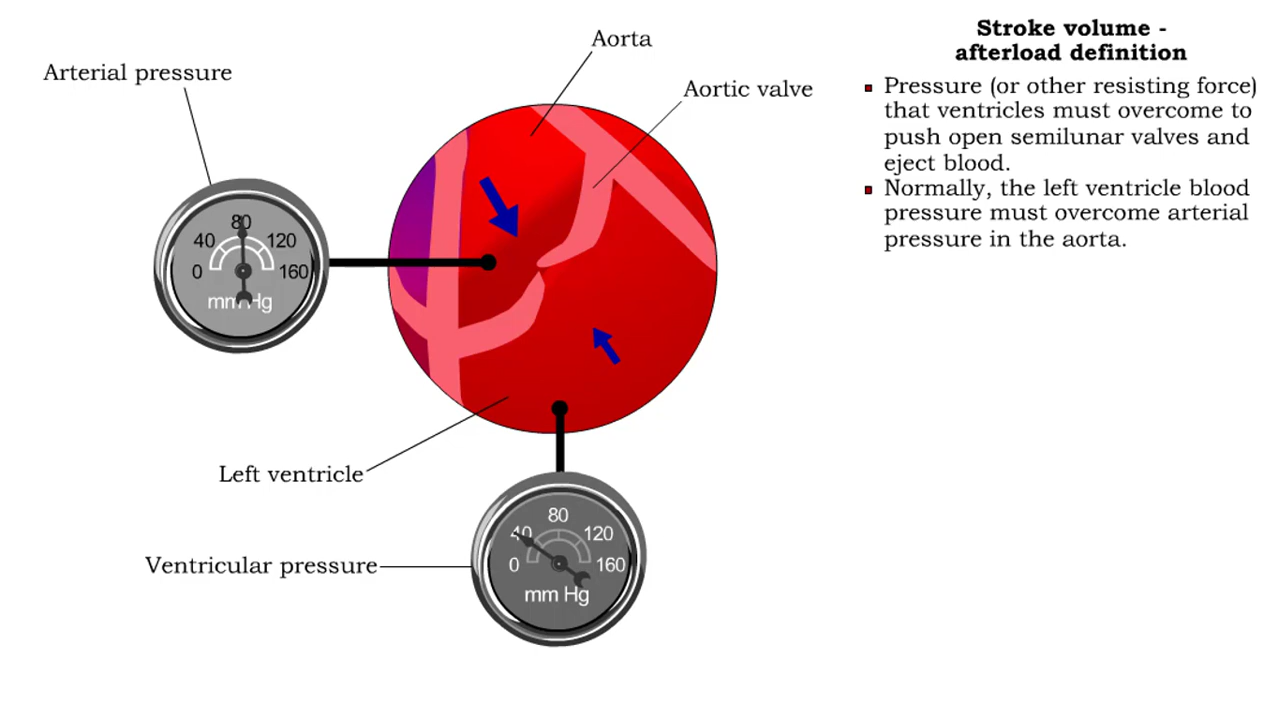 Stroke volume -
afterload definition
Pressure (or other resisting force)
that ventricles must overcome to
push open semilunar valves and
eject blood.
Normally, the left ventricle blood
pressure must overcome arterial
pressure in the aorta.
Aorta
Arterial pressure
Aortic valve
80
40 120
0 160
mm Hg
Left ventricle
80
40 120
0 160
mm Hg
Ventricular pressure